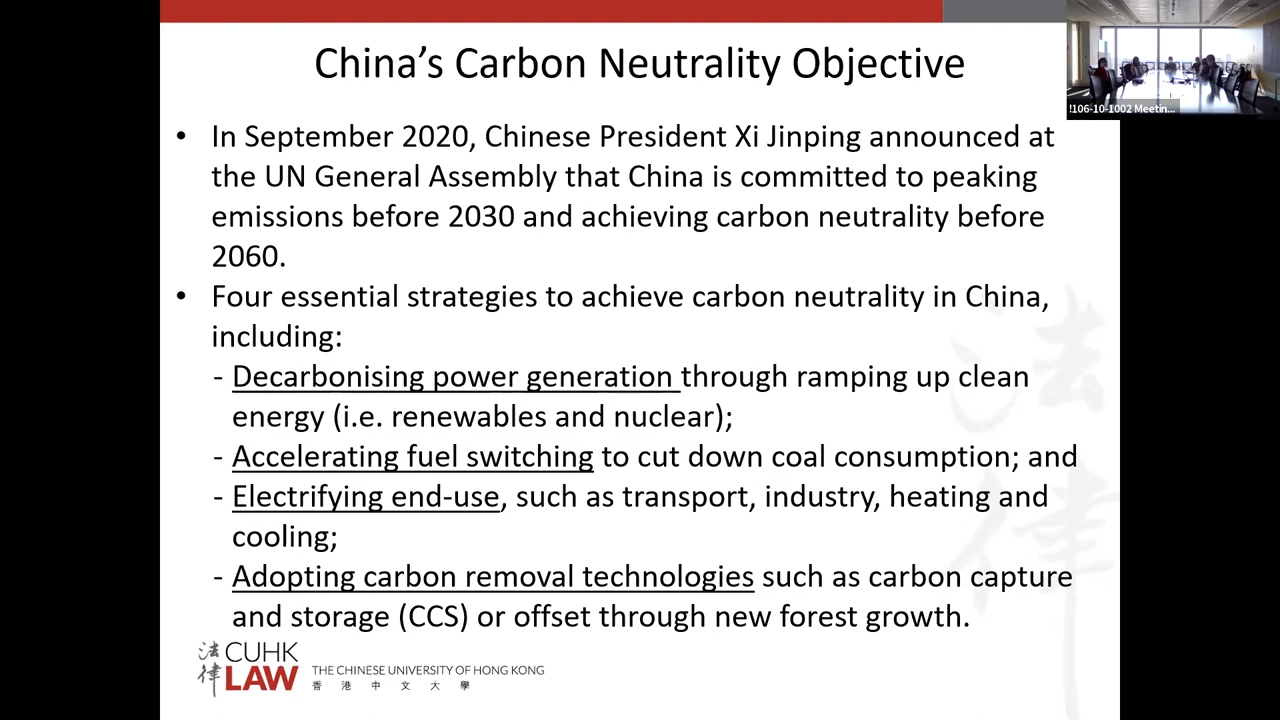 China’s Carbon Neutrality Objective
!106-10-1002 Meetin...
• In September 2020, Chinese President Xi Jinping announced at
the UN General Assembly that China is committed to peaking
emissions before 2030 and achieving carbon neutrality before
2060.
• Four essential strategies to achieve carbon neutrality in China,
including:
- Decarbonising power generation through ramping up clean
energy (i.e. renewables and nuclear);
- Accelerating fuel switching to cut down coal consumption; and
- Electrifying end-use, such as transport, industry, heating and
cooling;
- Adopting carbon removal technologies such as carbon capture
and storage (CCS) or offset through new forest growth.
法律
法律 CUHK
LAW
THE CHINESE UNIVERSITY OF HONG KONG
香港中文大學